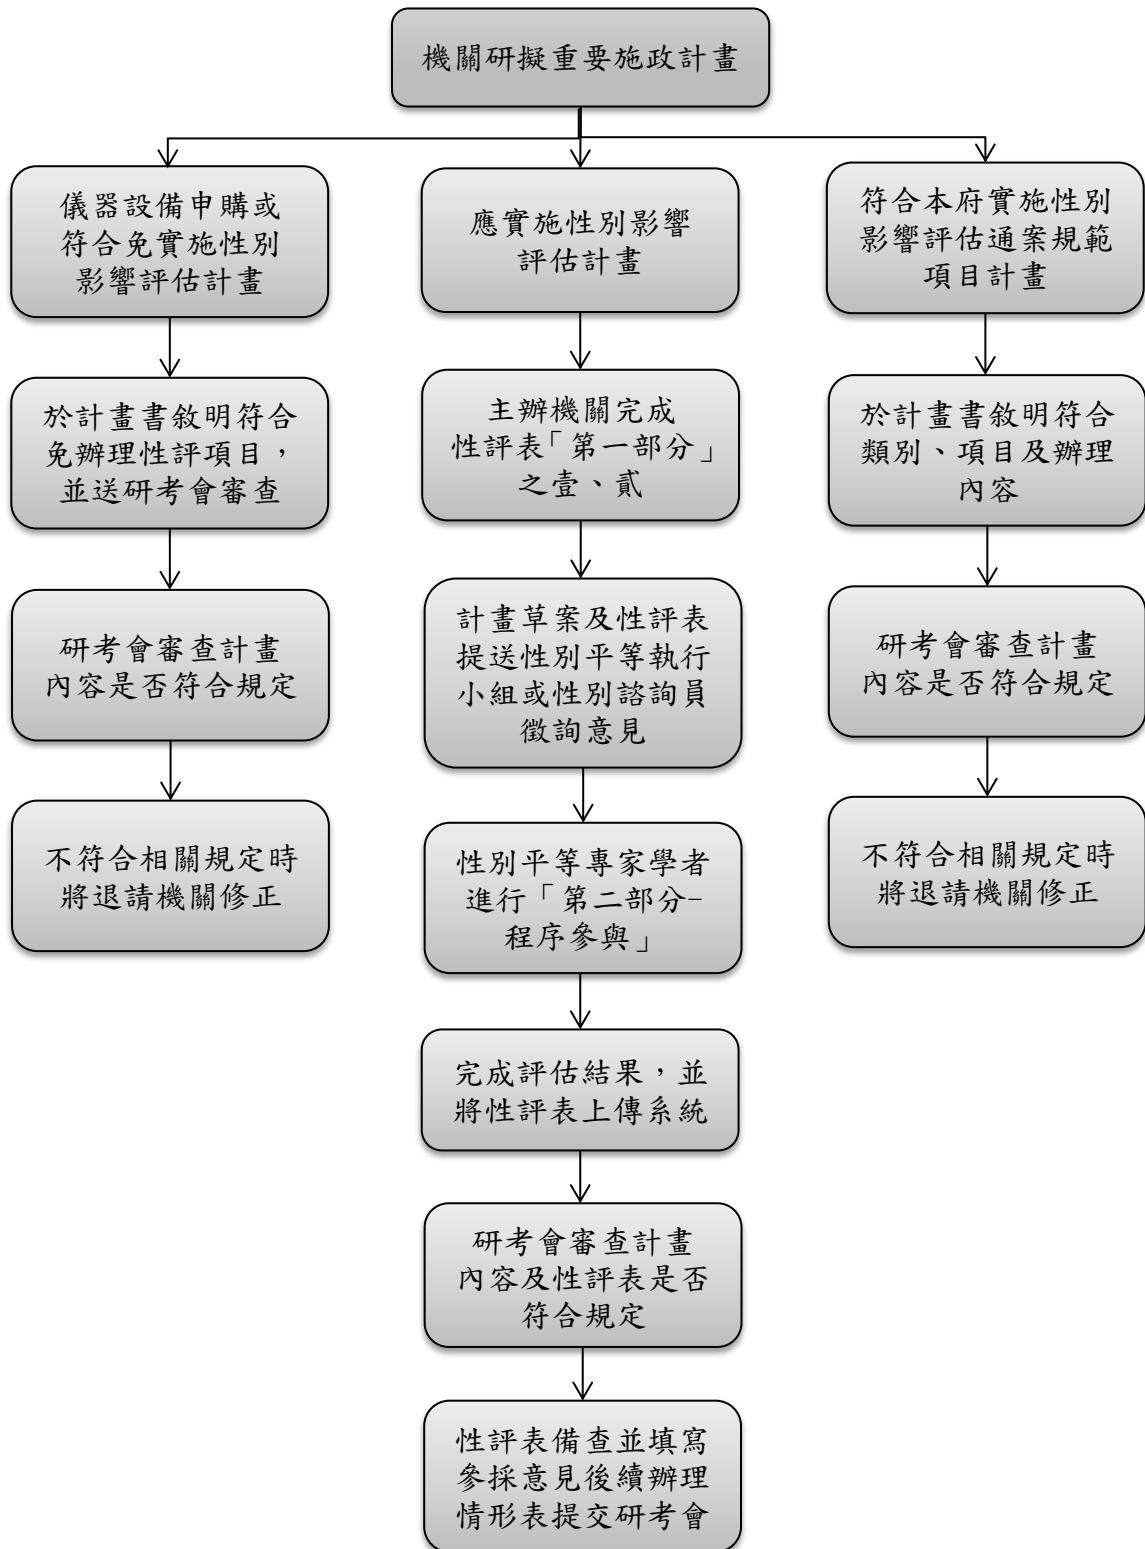 機關研擬重要施政計畫
儀器設備申購或
符合免實施性別
影響評估計畫
於計畫書敘明符合
免辦理性評項目，
並送研考會審查
研考會審查計畫
內容是否符合規定
不符合相關規定時
將退請機關修正
應實施性別影響
評估計畫
主辦機關完成
性評表「第一部分」
之壹、貳
計畫草案及性評表
提送性別平等執行
小組或性別諮詢員
徵詢意見
性別平等專家學者
進行「第二部分-
程序參與」
完成評估結果，並
將性評表上傳系統
研考會審查計畫
內容及性評表是否
符合規定
性評表備查並填寫
參採意見後續辦理
情形表提交研考會
符合本府實施性別
影響評估通案規範
項目計畫
於計畫書敘明符合
類別、項目及辦理
內容
研考會審查計畫
內容是否符合規定
不符合相關規定時
將退請機關修正